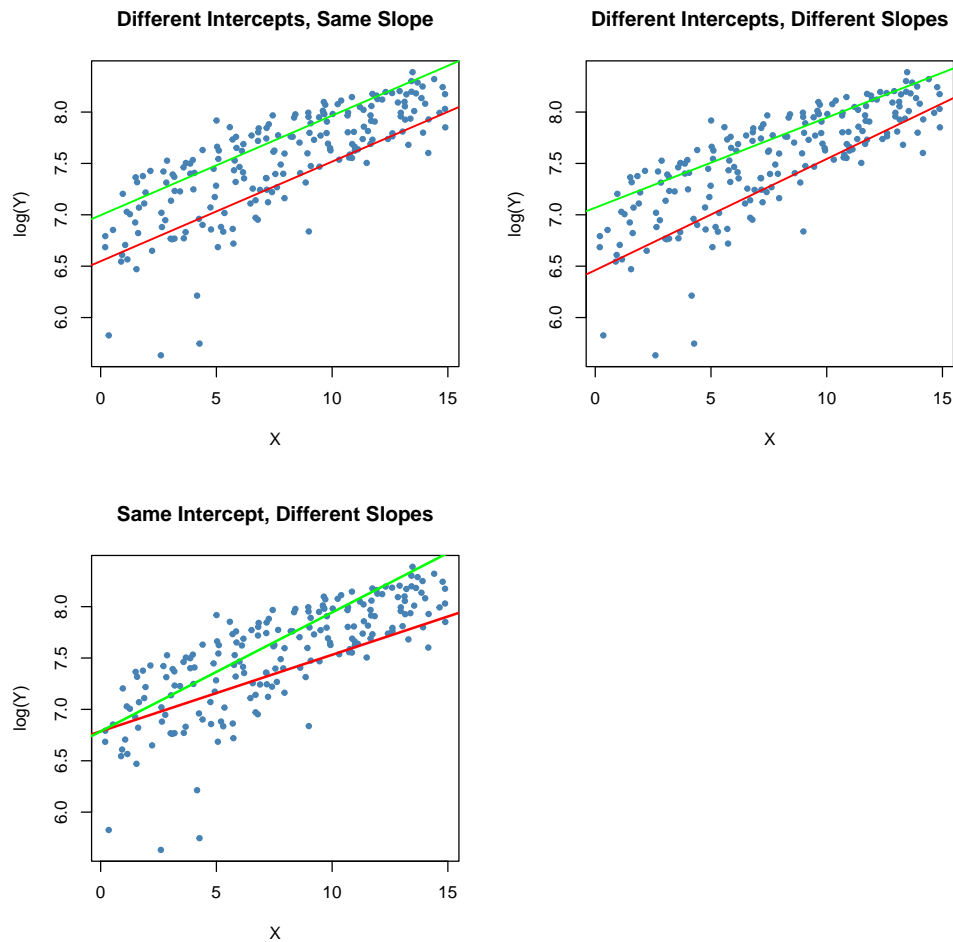 Different Intercepts, Same Slope
log(Y)
8.0
7.5
7.0
6.5
6.0
0 5 10 15
X
Different Intercepts, Different Slopes
log(Y)
8.0
7.5
7.0
6.5
6.0
0 5 10 15
X
Same Intercept, Different Slopes
log(Y)
8.0
7.5
7.0
6.5
6.0
0 5 10 15
X